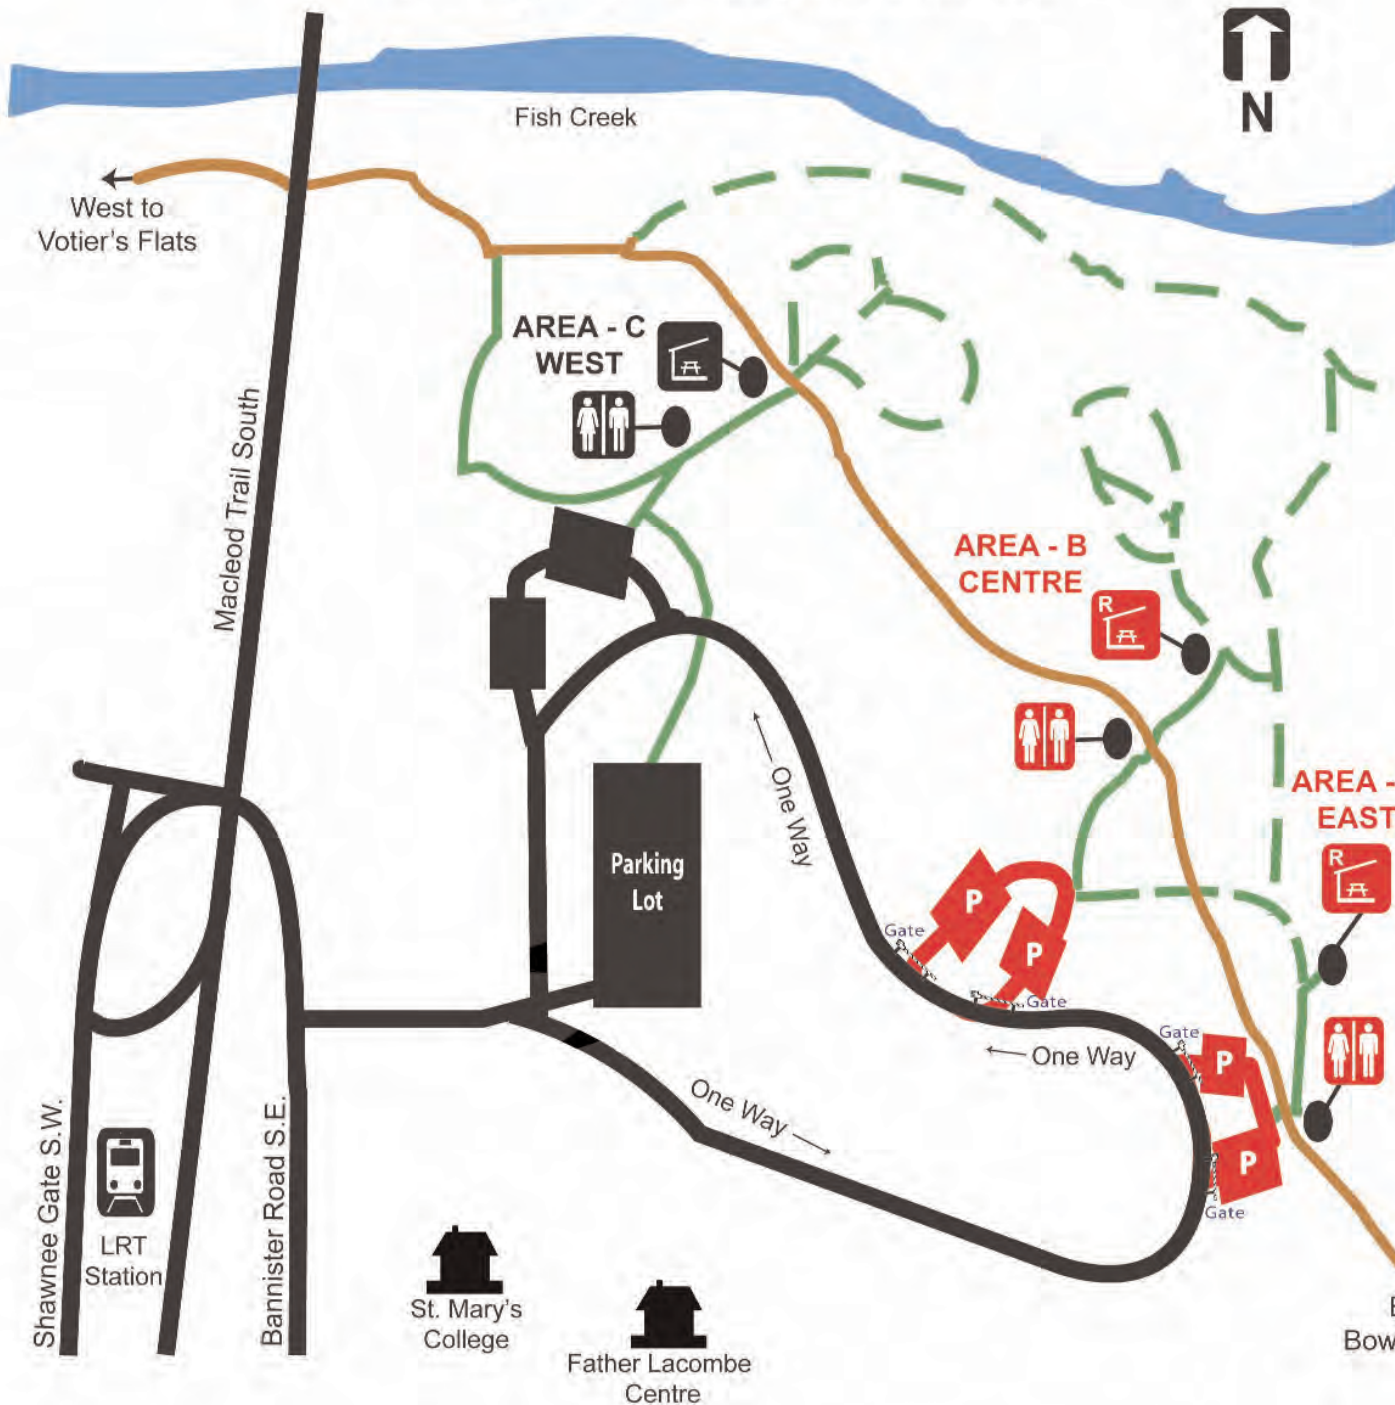 N
Fish Creek
West to
Votier's Flats
AREA - C
WEST
Macleod Trail South
AREA - B
CENTRE
R
One Way
AREA -
EAST
R
Parking
Lot
P
P
Gate
Gate
Gate
One Way
P
One Way
P
Gate
Shawnee Gate S.W.
Bannister Road S.E.
LRT
Station
St. Mary's
College
Father Lacombe
Centre
Bow